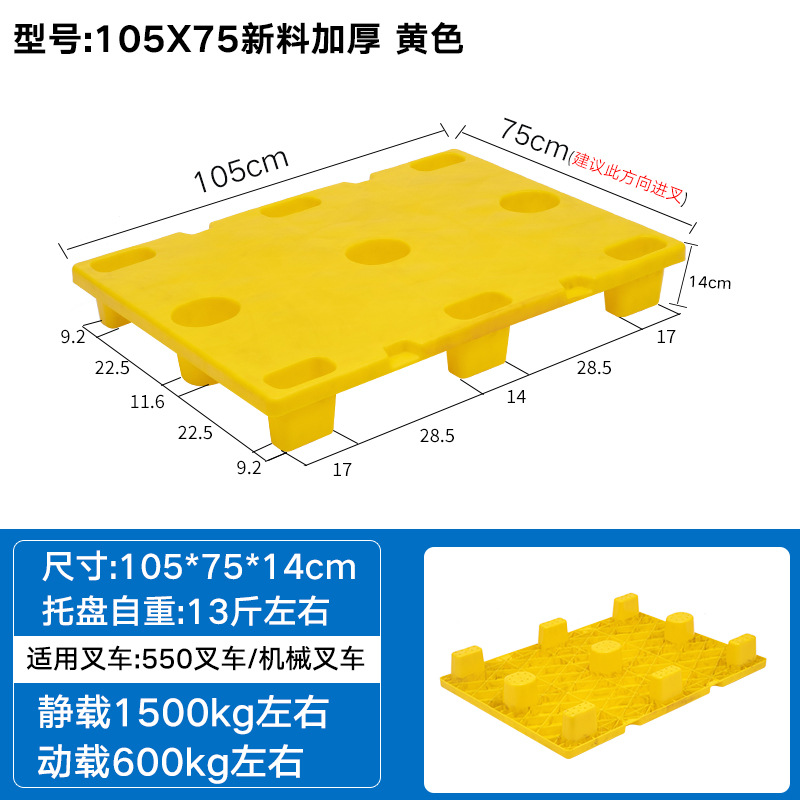 型号:105X75新料加厚 黄色
105cm
75cm(建议此方向进叉)
14cm
9.2
22.5
11.6
22.5
9.2
17
28.5
14
28.5
17
尺寸:105*75*14cm
托盘自重:13斤左右
适用叉车:550叉车/机械叉车
静载1500kg左右
动载600kg左右